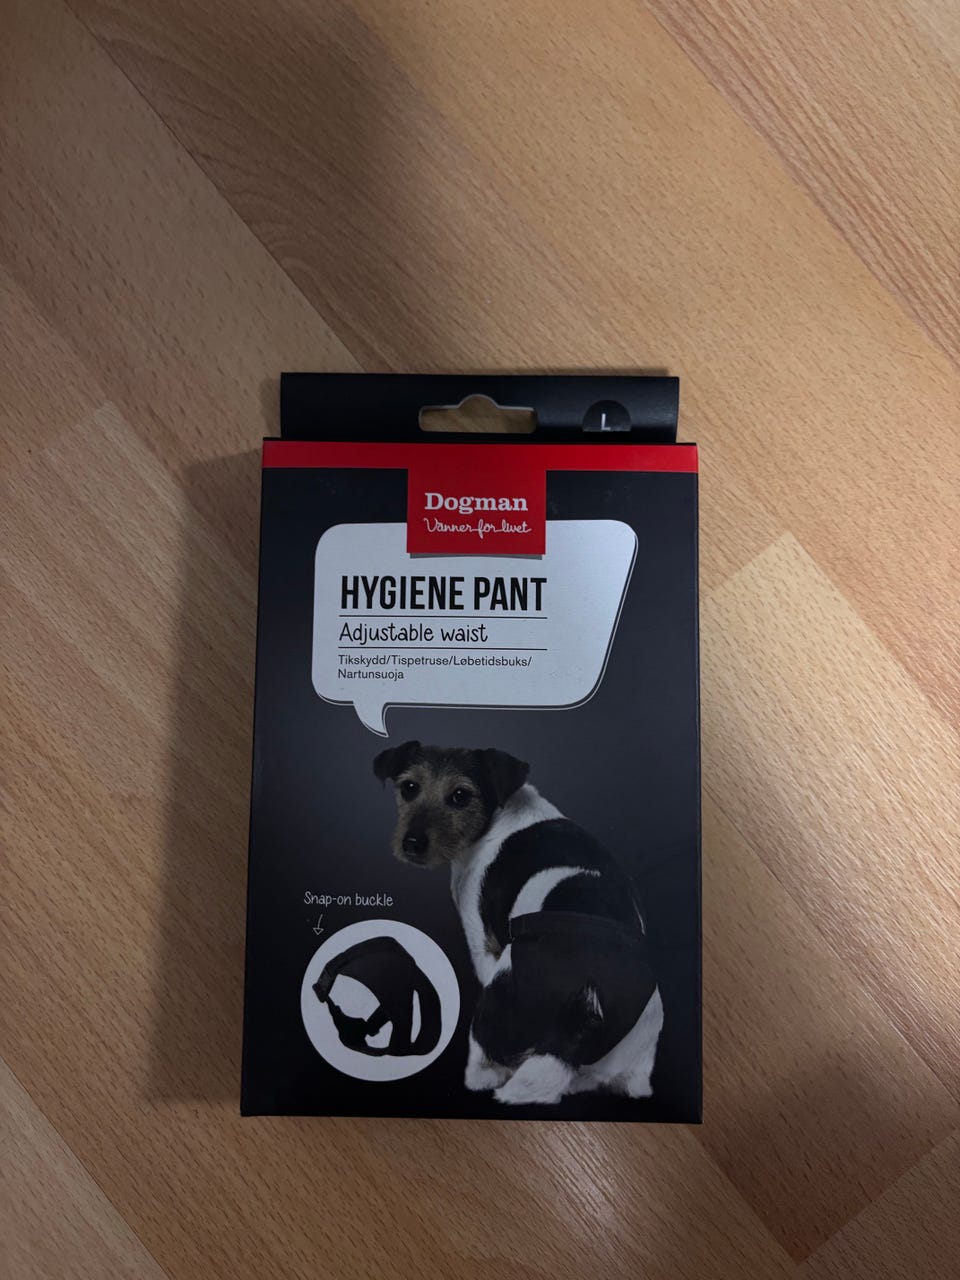 L
Dogman
Vänner för livet
HYGIENE PANT
Adjustable waist
Tikskydd/Tispetruse/Løbetidsbuks/
Nartunsuoja
Snap-on buckle